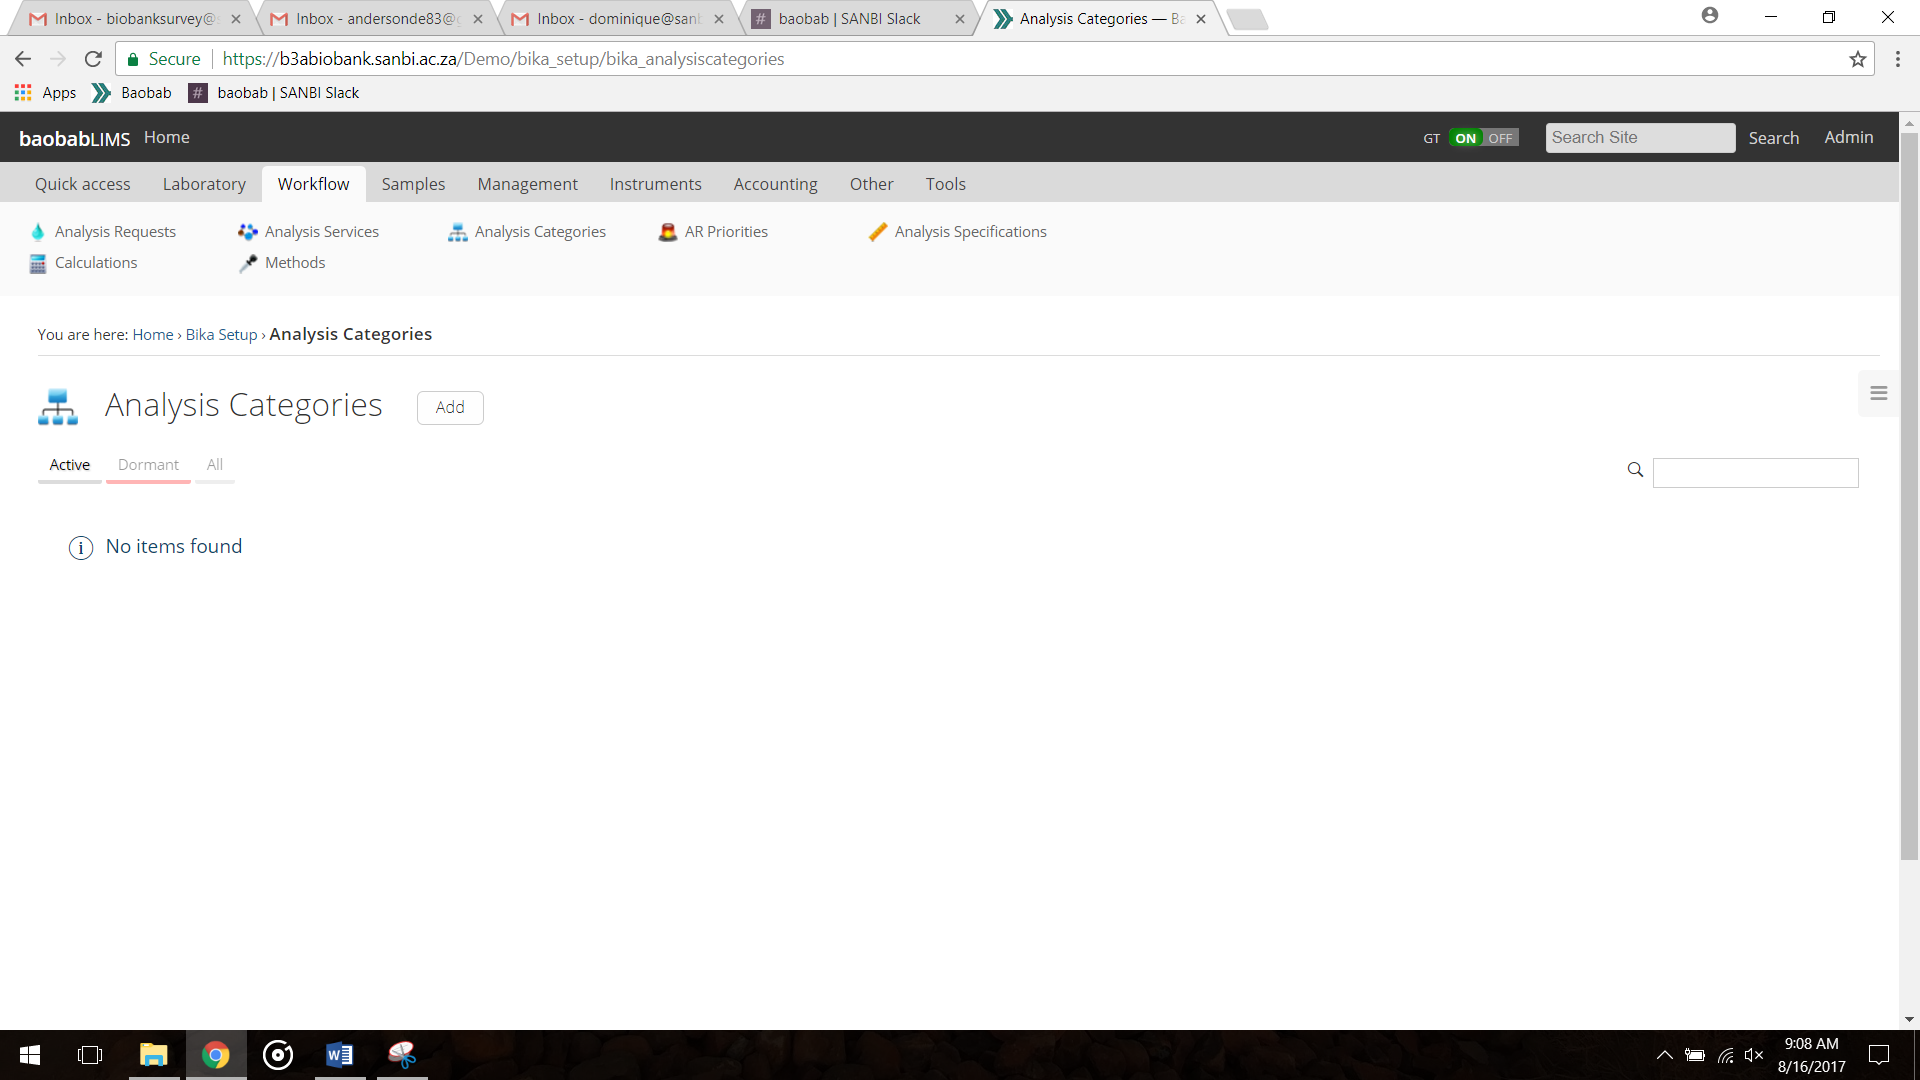 Inbox - biobanksurvey@ Inbox - andersonde83@ Inbox - dominique@sanb baobab | SANBI Slack Analysis Categories — Ba
Secure https://b3abiobank.sanbi.ac.za/Demo/bika_setup/bika_analysiscategories
Apps Baobab # baobab | SANBI Slack
baobabLIMS Home GT ON OFF Search Site Search Admin
Quick access Laboratory Workflow Samples Management Instruments Accounting Other Tools
Analysis Requests Analysis Services Analysis Categories AR Priorities Analysis Specifications
Calculations Methods
You are here: Home › Bika Setup › Analysis Categories
Analysis Categories Add
Active Dormant All
i No items found
9:08 AM
8/16/2017